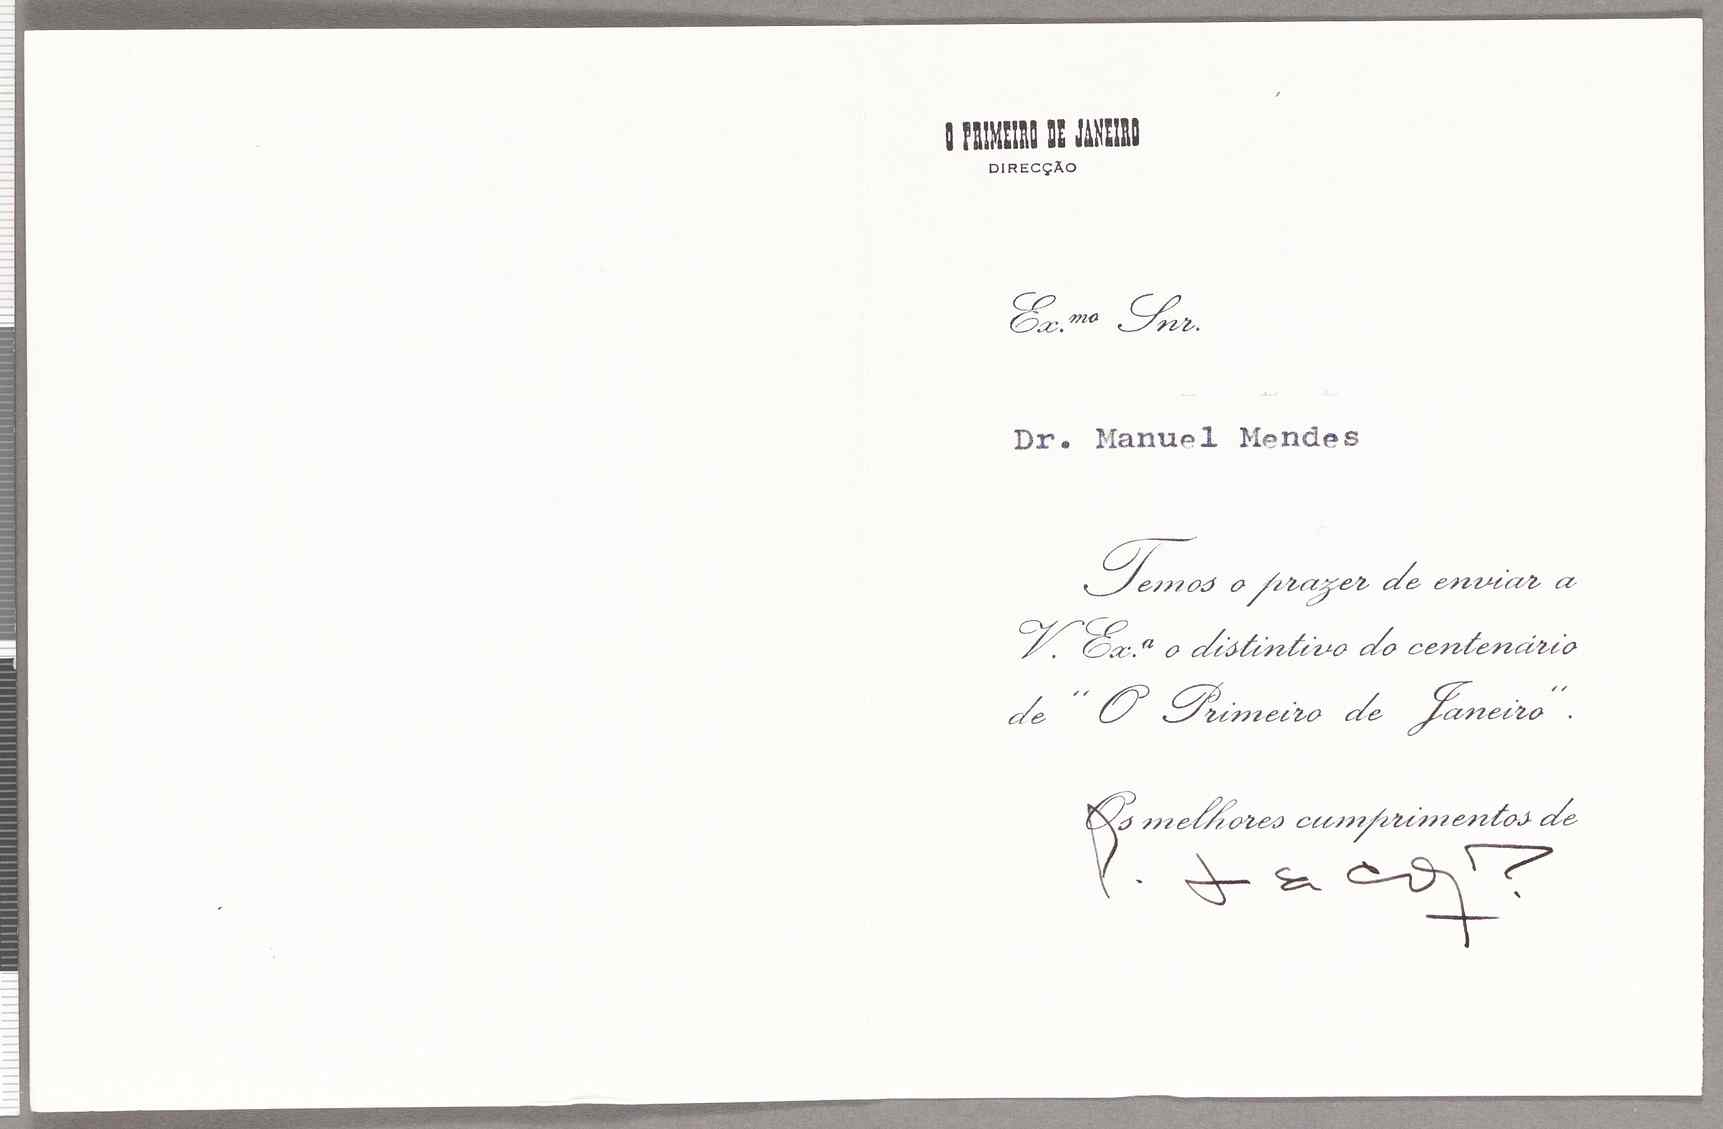 O PRIMEIRO DE JANEIRO
DIRECÇÃO
Ex.mo Snr.
Dr. Manuel Mendes
Temos o prazer de enviar a
V. Ex.a o distintivo do centenário
de "O Primeiro de Janeiro".
Os melhores cumprimentos de